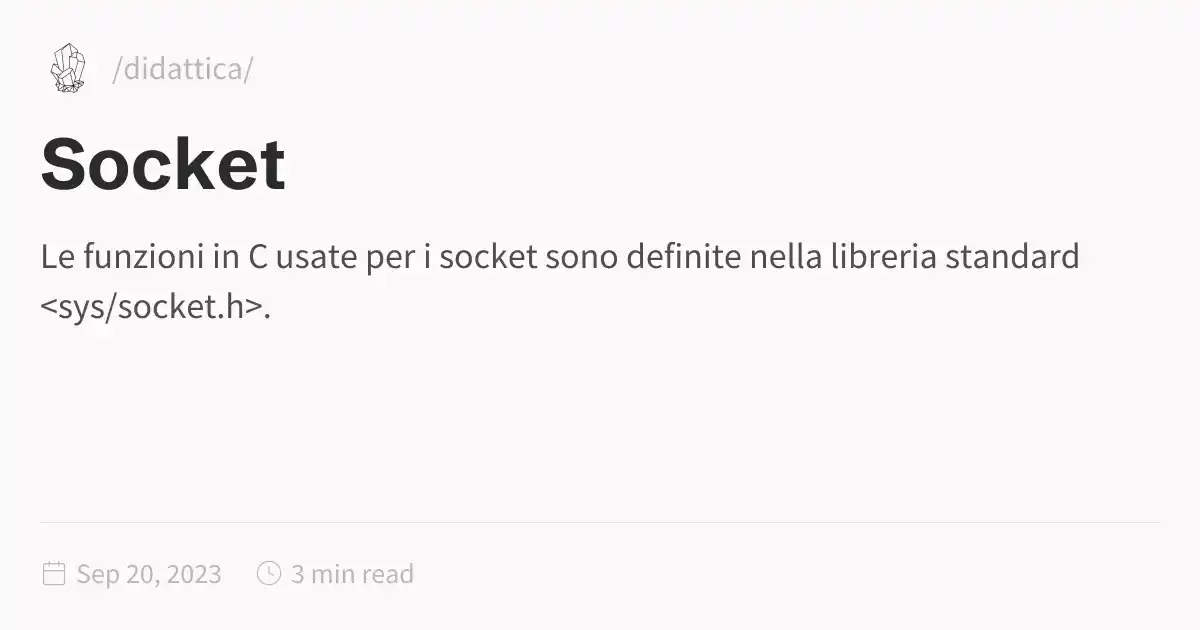 /didattica/
Socket
Le funzioni in C usate per i socket sono definite nella libreria standard
<sys/socket.h>.
Sep 20, 2023 3 min read